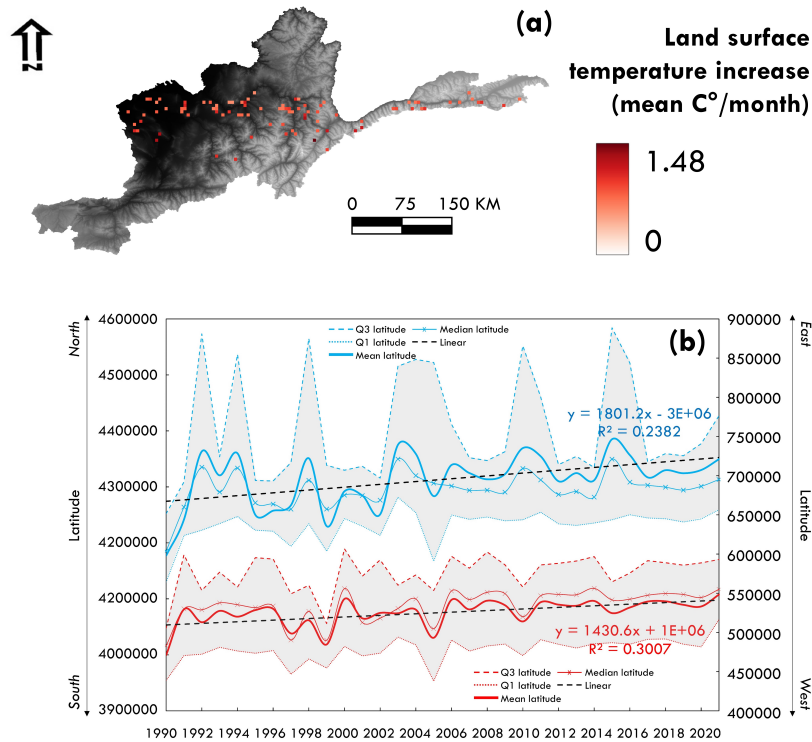 N
(a)
Land surface
temperature increase
(mean C°/month)
1.48
0
0 75 150 KM
(b)
North
South
Latitude
4600000
4500000
4400000
4300000
4200000
4200000
4000000
3900000
Q3 latitude
Median latitude
Q1 latitude
Linear
Mean latitude
y = 1801.2x - 3E+06
R² = 0.2382
y = 1430.6x + 1E+06
R² = 0.3007
Q3 latitude
Median latitude
Q1 latitude
Linear
Mean latitude
900000
850000
800000
750000
700000
650000
600000
550000
500000
450000
400000
East
Latitude
West
1990 1992 1994 1996 1998 2000 2002 2004 2006 2008 2010 2012 2014 2016 2018 2020